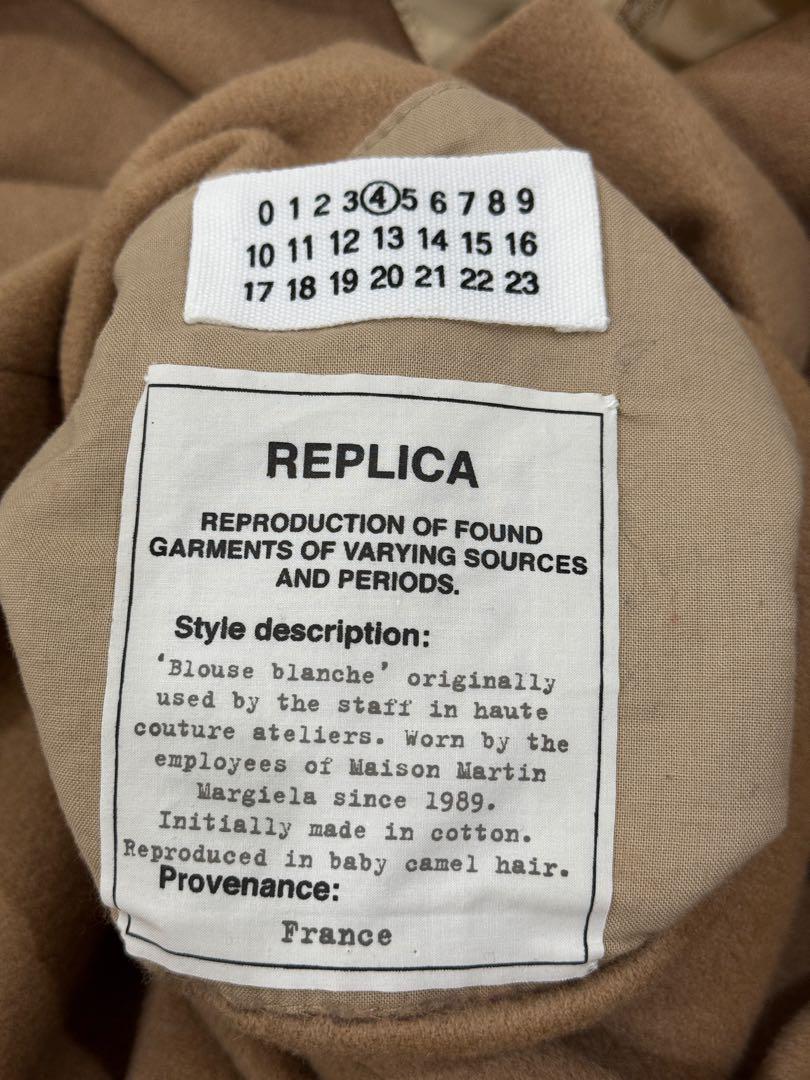 0 1 2 3 4 5 6 7 8 9
10 11 12 13 14 15 16
17 18 19 20 21 22 23
REPLICA
REPRODUCTION OF FOUND
GARMENTS OF VARYING SOURCES
AND PERIODS.
Style description:
'Blouse blanche' originally
used by the staff in haute
couture ateliers. Worn by the
employees of Maison Martin
Margiela since 1989.
Initially made in cotton.
Reproduced in baby camel hair.
Provenance:
France